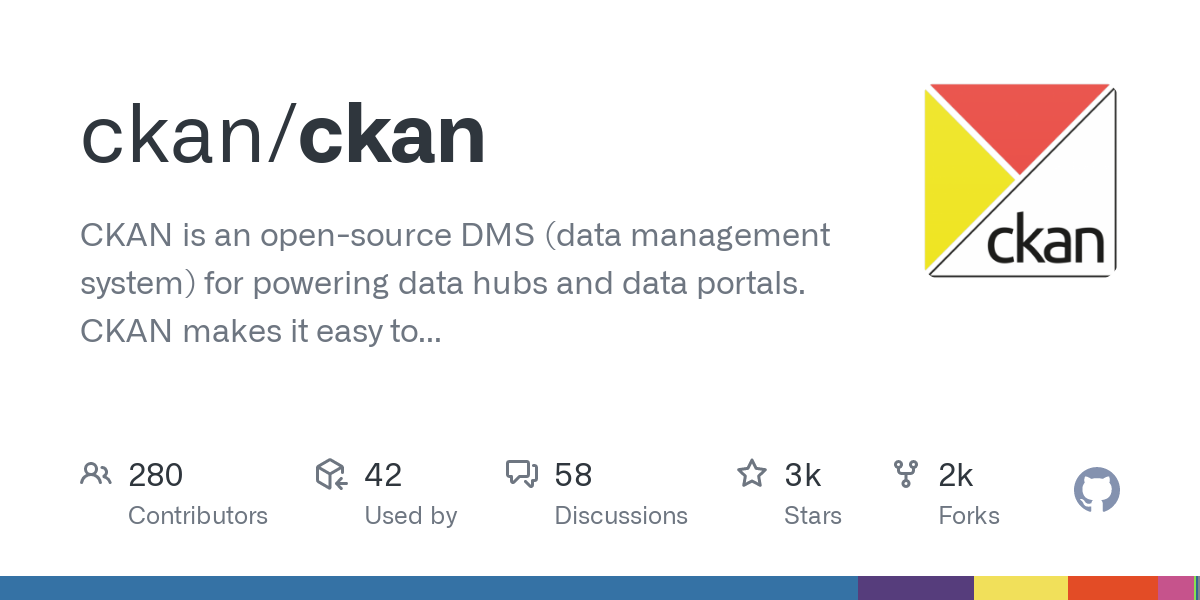 ckan/ckan
ckan
CKAN is an open-source DMS (data management
system) for powering data hubs and data portals.
CKAN makes it easy to...
280 42 58 3k 2k
Contributors Used by Discussions Stars Forks